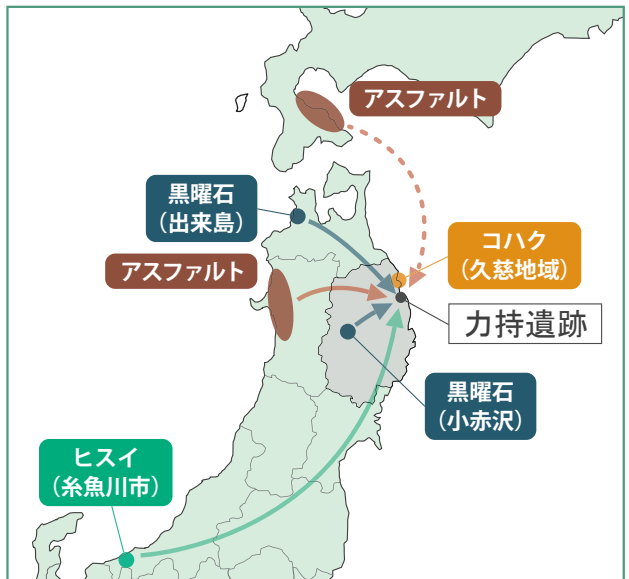 アスファルト
黒曜石
（出来島）
コハク
（久慈地域）
アスファルト
力持遺跡
黒曜石
（小赤沢）
ヒスイ
（糸魚川市）